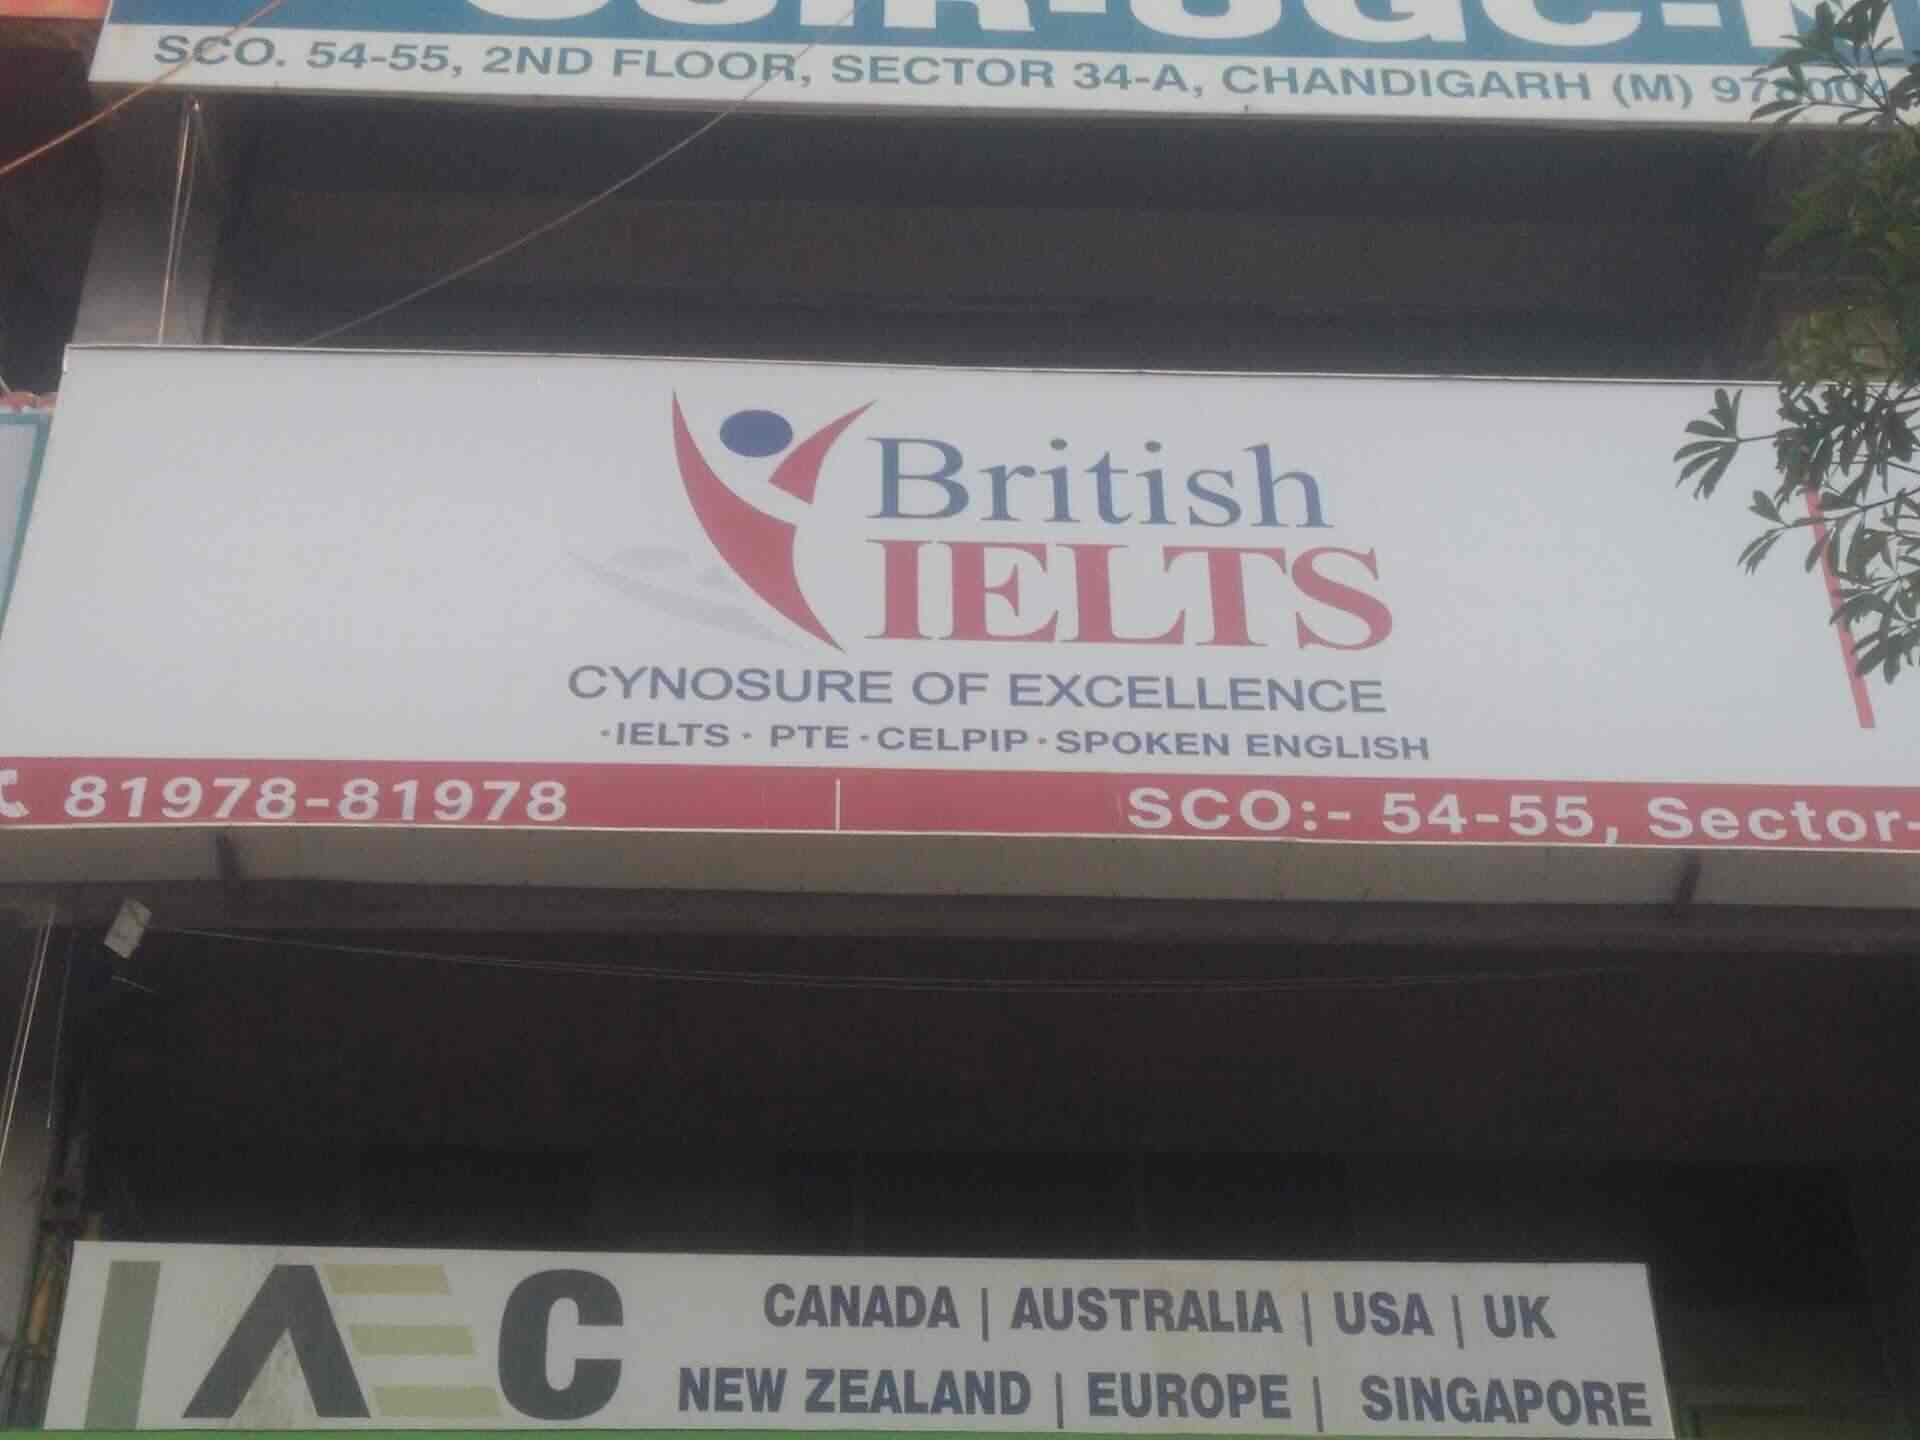 SCO. 54-55, 2ND FLOOR, SECTOR 34-A, CHANDIGARH (M)
British
IELTS
CYNOSURE OF EXCELLENCE
·IELTS · PTE · CELPIP · SPOKEN ENGLISH
81978-81978
SCO:- 54-55, Sector-
IAEC
CANADA | AUSTRALIA | USA | UK
NEW ZEALAND | EUROPE | SINGAPORE